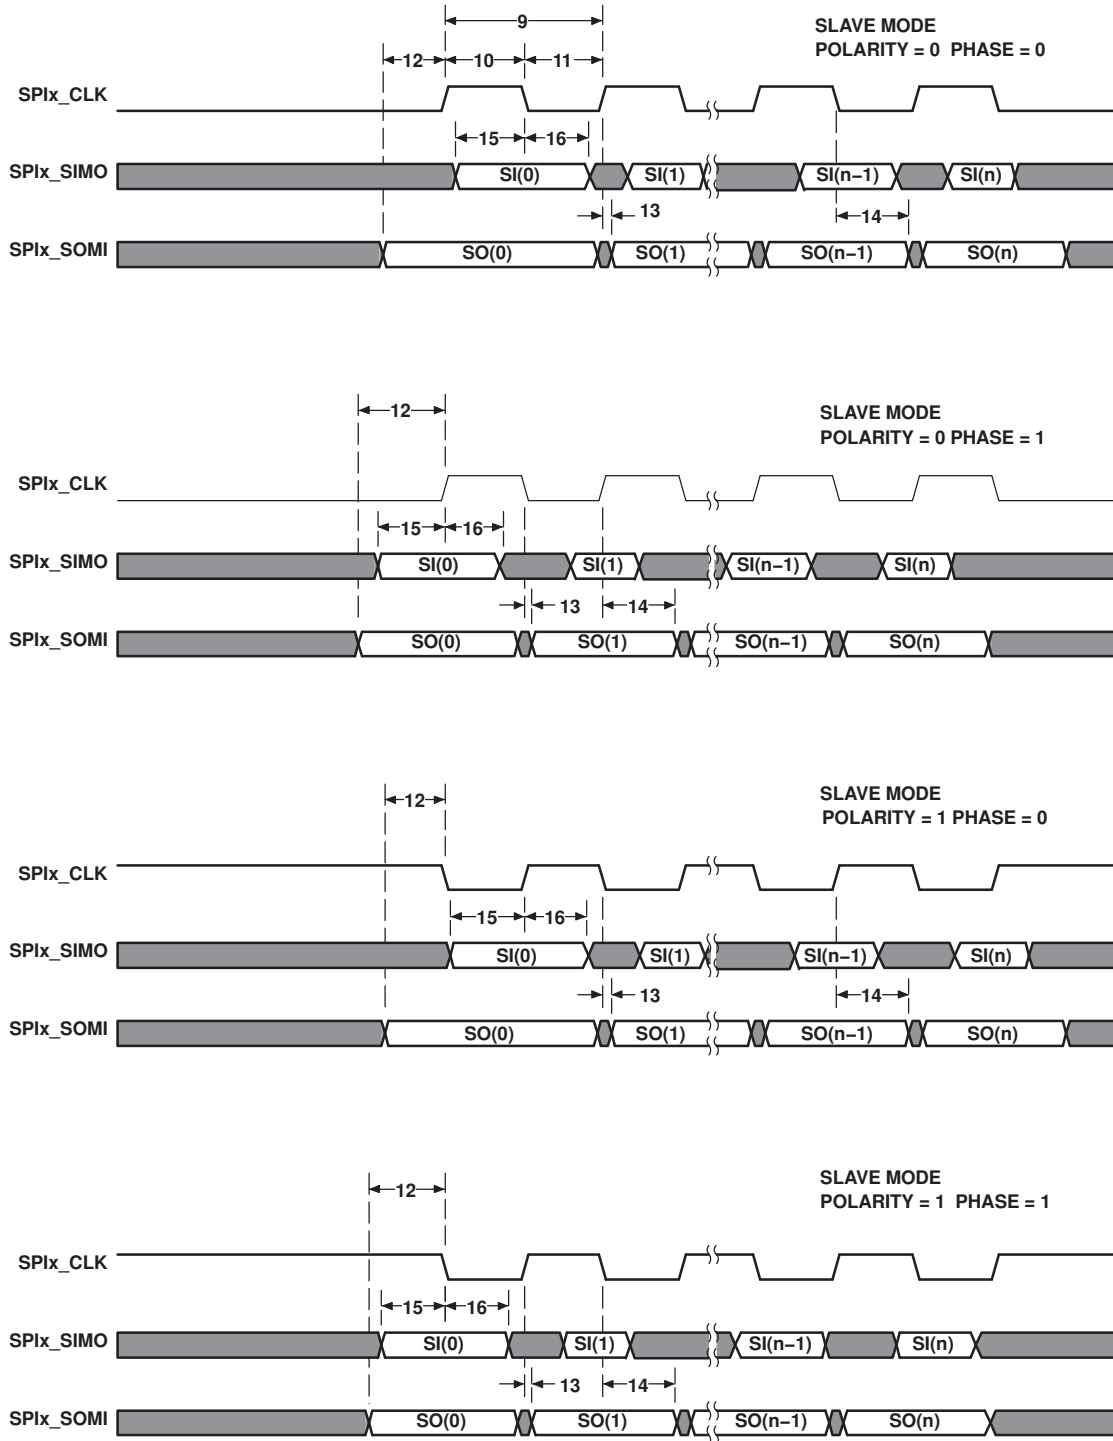 9
SLAVE MODE
POLARITY = 0 PHASE = 0
12 10 11
SPIx_CLK
15 16
SPIx_SIMO SI(0) SI(1) SI(n−1) SI(n)
13 14
SPIx_SOMI SO(0) SO(1) SO(n−1) SO(n)
12
SLAVE MODE
POLARITY = 0 PHASE = 1
SPIx_CLK
15 16
SPIx_SIMO SI(0) SI(1) SI(n−1) SI(n)
13 14
SPIx_SOMI SO(0) SO(1) SO(n−1) SO(n)
12
SLAVE MODE
POLARITY = 1 PHASE = 0
SPIx_CLK
15 16
SPIx_SIMO SI(0) SI(1) SI(n−1) SI(n)
13 14
SPIx_SOMI SO(0) SO(1) SO(n−1) SO(n)
12
SLAVE MODE
POLARITY = 1 PHASE = 1
SPIx_CLK
15 16
SPIx_SIMO SI(0) SI(1) SI(n−1) SI(n)
13 14
SPIx_SOMI SO(0) SO(1) SO(n−1) SO(n)